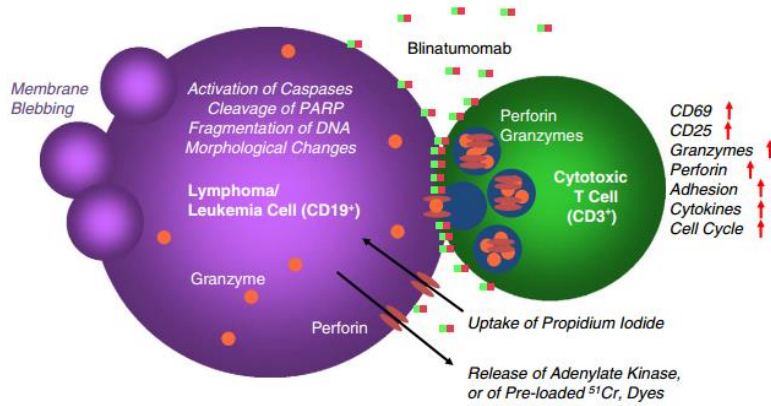 Blinatumomab
Membrane
Blebbing
Activation of Caspases
Cleavage of PARP
Fragmentation of DNA
Morphological Changes
Lymphoma/
Leukemia Cell (CD19⁺)
Granzyme
Perforin
Perforin
Granzymes
Cytotoxic
T Cell
(CD3⁺)
CD69
CD25
Granzymes
Perforin
Adhesion
Cytokines
Cell Cycle
Uptake of Propidium Iodide
Release of Adenylate Kinase,
or of Pre-loaded ⁵¹Cr, Dyes